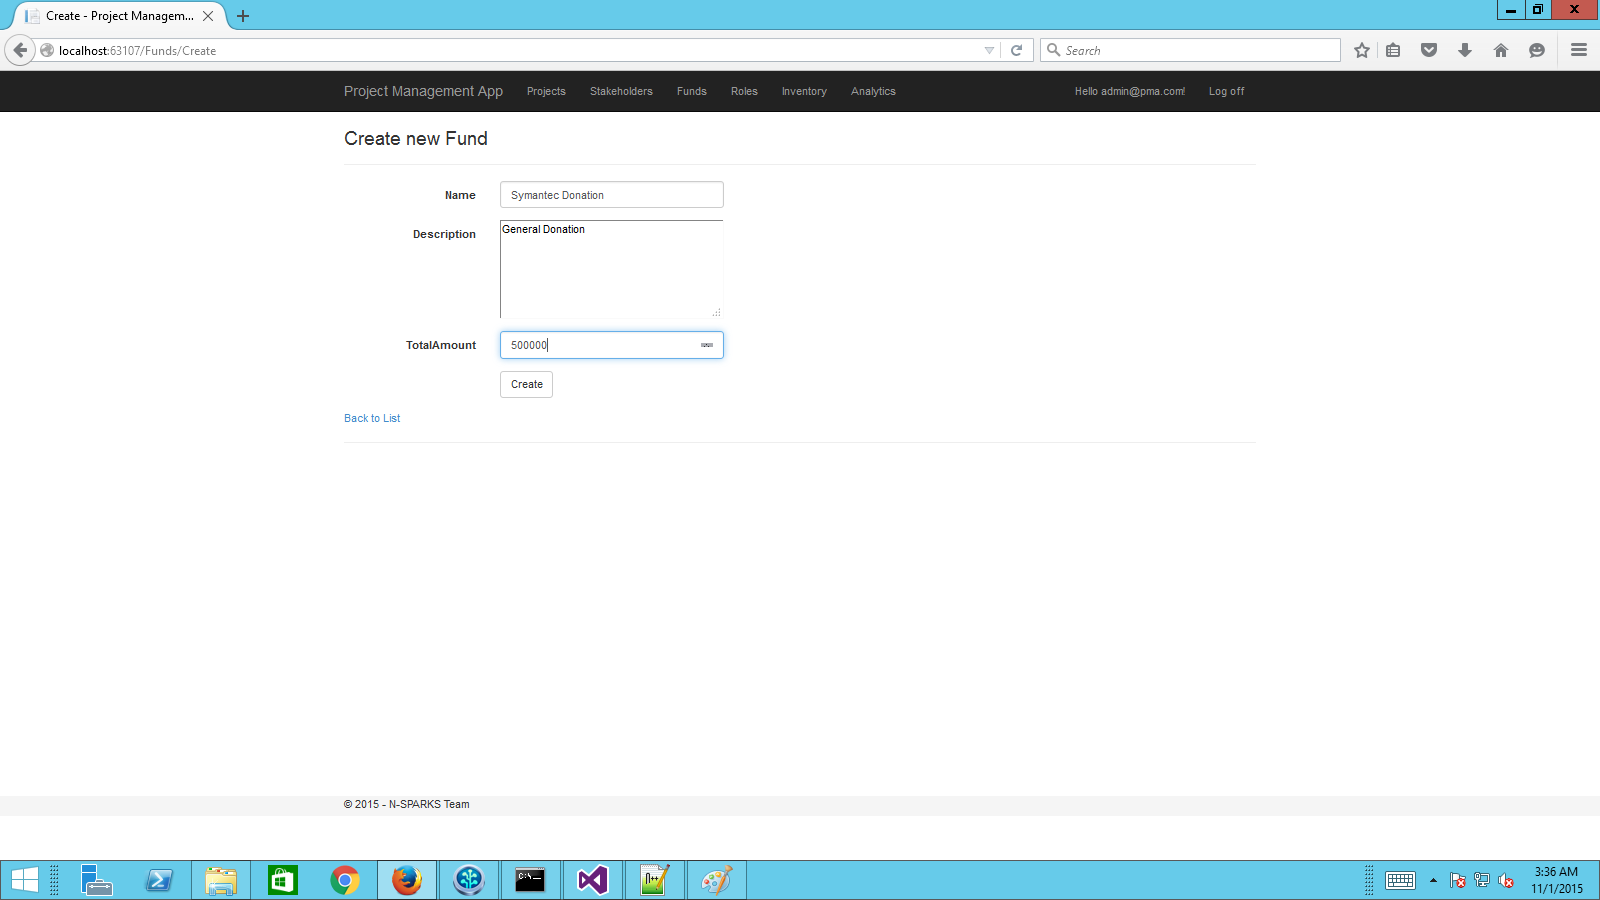 Create - Project Managem...
localhost:63107/Funds/Create
Search
Project Management App Projects Stakeholders Funds Roles Inventory Analytics Hello admin@pma.com! Log off
Create new Fund
Name Symantec Donation
Description General Donation
TotalAmount 500000
Create
Back to List
© 2015 - N-SPARKS Team
3:36 AM
11/1/2015